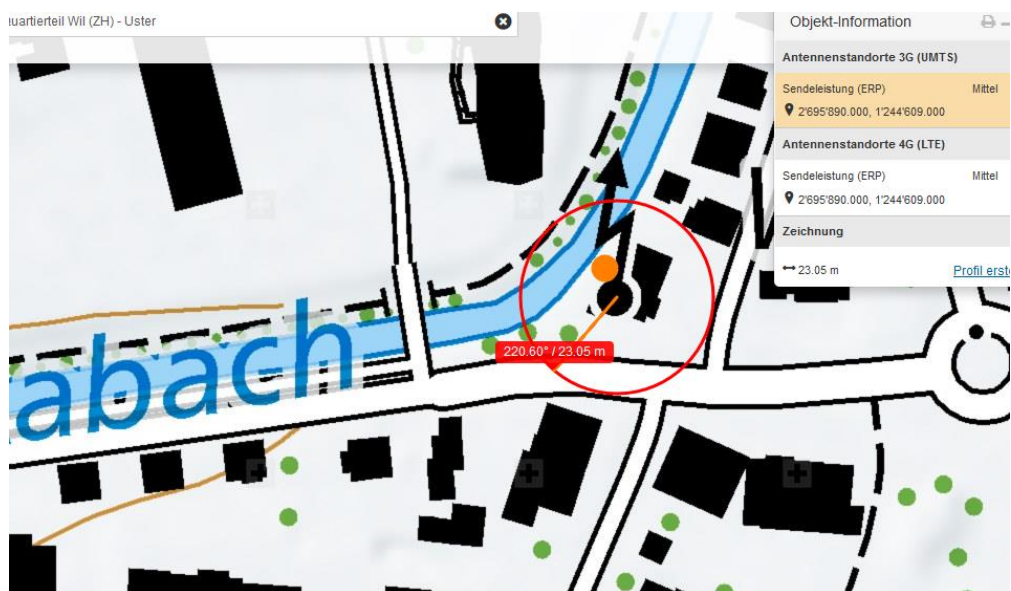 uartierteil Wil (ZH) - Uster
Objekt-Information
Antennenstandorte 3G (UMTS)
Sendeleistung (ERP) Mittel
2'695'890.000, 1'244'609.000
Antennenstandorte 4G (LTE)
Sendeleistung (ERP) Mittel
2'695'890.000, 1'244'609.000
Zeichnung
23.05 m Profil erste
220.60° / 23.05 m
abach